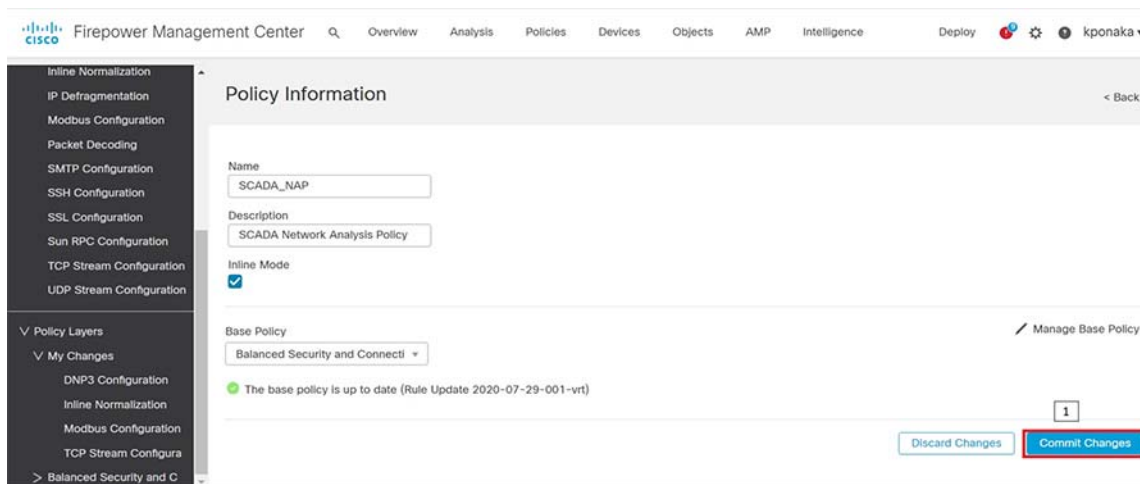 CISCO Firepower Management Center Overview Analysis Policies Devices Objects AMP Intelligence Deploy 9 kponaka
Inline Normalization
IP Defragmentation
Modbus Configuration
Packet Decoding
SMTP Configuration
SSH Configuration
SSL Configuration
Sun RPC Configuration
TCP Stream Configuration
UDP Stream Configuration
Policy Layers
My Changes
DNP3 Configuration
Inline Normalization
Modbus Configuration
TCP Stream Configura
> Balanced Security and C
Policy Information
< Back
Name
SCADA_NAP
Description
SCADA Network Analysis Policy
Inline Mode
Base Policy
Manage Base Policy
Balanced Security and Connecti
The base policy is up to date (Rule Update 2020-07-29-001-vrt)
1
Discard Changes Commit Changes